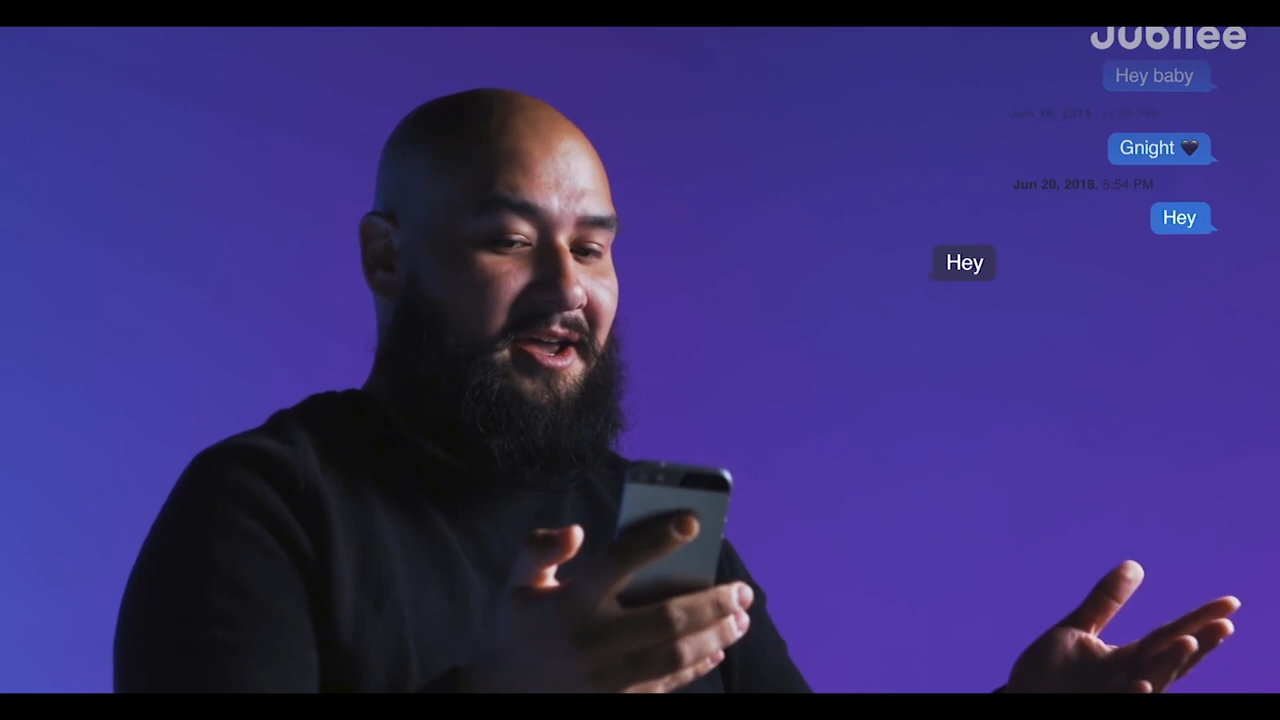 Jubilee
Hey baby
Gnight 🖤
Jun 20, 2018, 5:54 PM
Hey
Hey